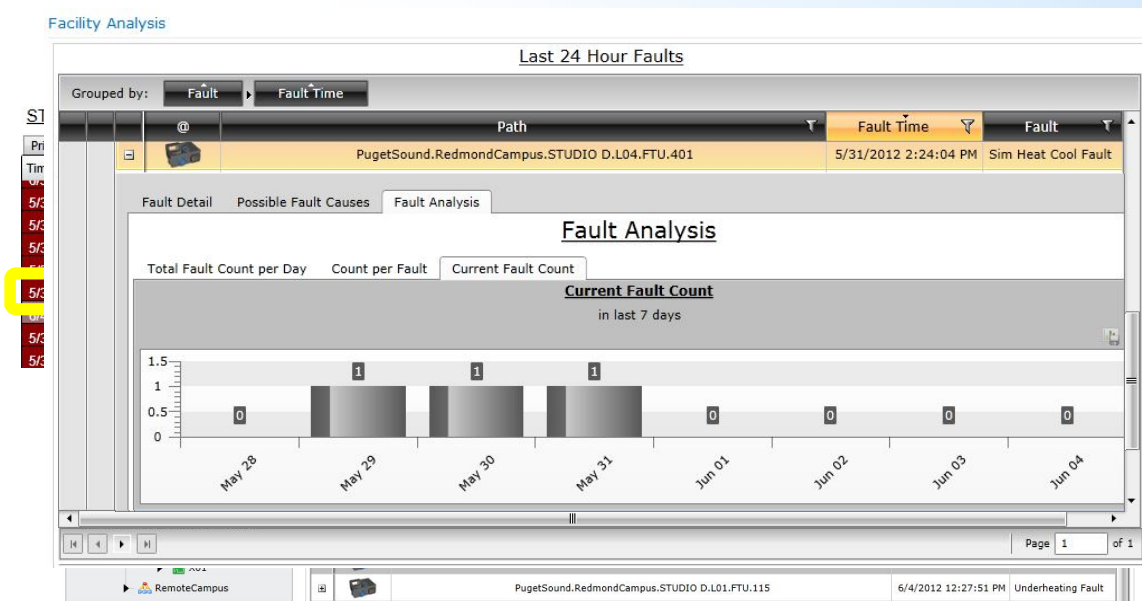 Facility Analysis
Last 24 Hour Faults
Grouped by: Fault Fault Time
@ Path Fault Time Fault
PugetSound.RedmondCampus.STUDIO D.L04.FTU.401 5/31/2012 2:24:04 PM Sim Heat Cool Fault
Fault Detail Possible Fault Causes Fault Analysis
Fault Analysis
Total Fault Count per Day Count per Fault Current Fault Count
Current Fault Count
in last 7 days
1.5
1
0.5
0
0 1 1 1 0 0 0 0
May 28 May 29 May 30 May 31 Jun 01 Jun 02 Jun 03 Jun 04
Page 1 of 1
X01
RemoteCampus
PugetSound.RedmondCampus.STUDIO D.L01.FTU.115 6/4/2012 12:27:51 PM Underheating Fault